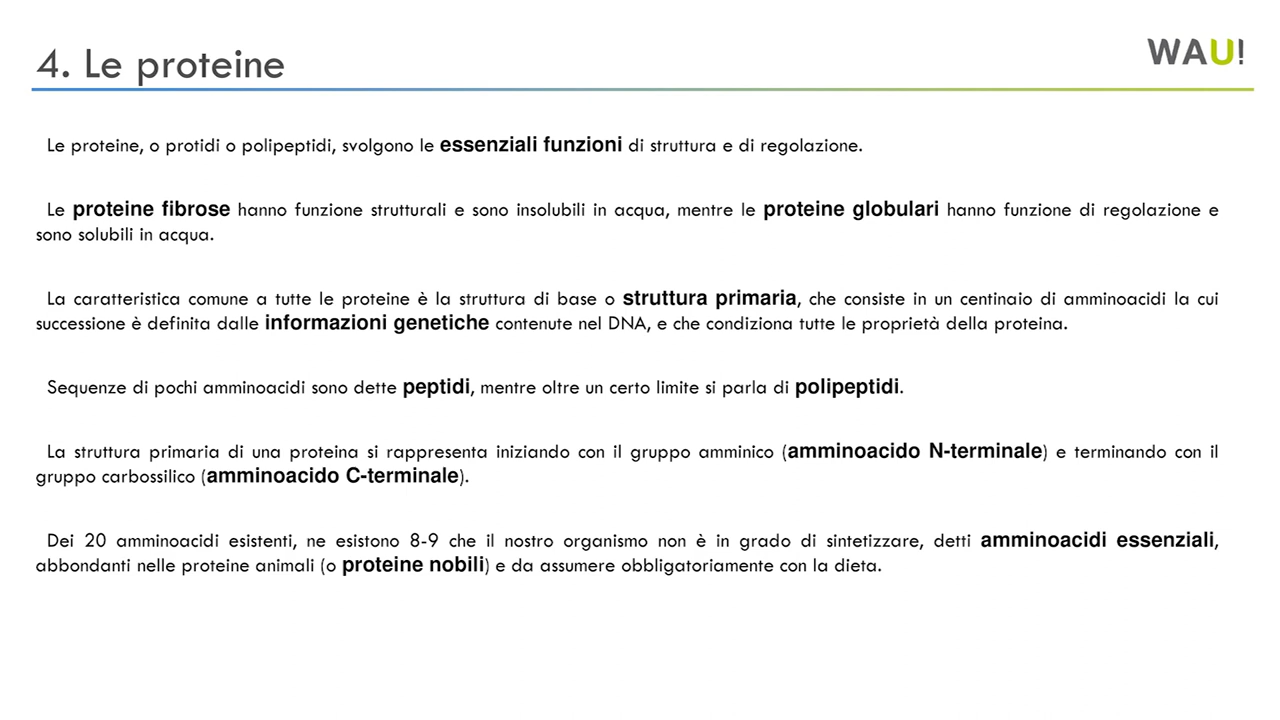 4. Le proteine
WAU!
Le proteine, o protidi o polipeptidi, svolgono le essenziali funzioni di struttura e di regolazione.
Le proteine fibrose hanno funzione strutturali e sono insolubili in acqua, mentre le proteine globulari hanno funzione di regolazione e
sono solubili in acqua.
La caratteristica comune a tutte le proteine è la struttura di base o struttura primaria, che consiste in un centinaio di amminoacidi la cui
successione è definita dalle informazioni genetiche contenute nel DNA, e che condiziona tutte le proprietà della proteina.
Sequenze di pochi amminoacidi sono dette peptidi, mentre oltre un certo limite si parla di polipeptidi.
La struttura primaria di una proteina si rappresenta iniziando con il gruppo amminico (amminoacido N-terminale) e terminando con il
gruppo carbossilico (amminoacido C-terminale).
Dei 20 amminoacidi esistenti, ne esistono 8-9 che il nostro organismo non è in grado di sintetizzare, detti amminoacidi essenziali,
abbondanti nelle proteine animali (o proteine nobili) e da assumere obbligatoriamente con la dieta.